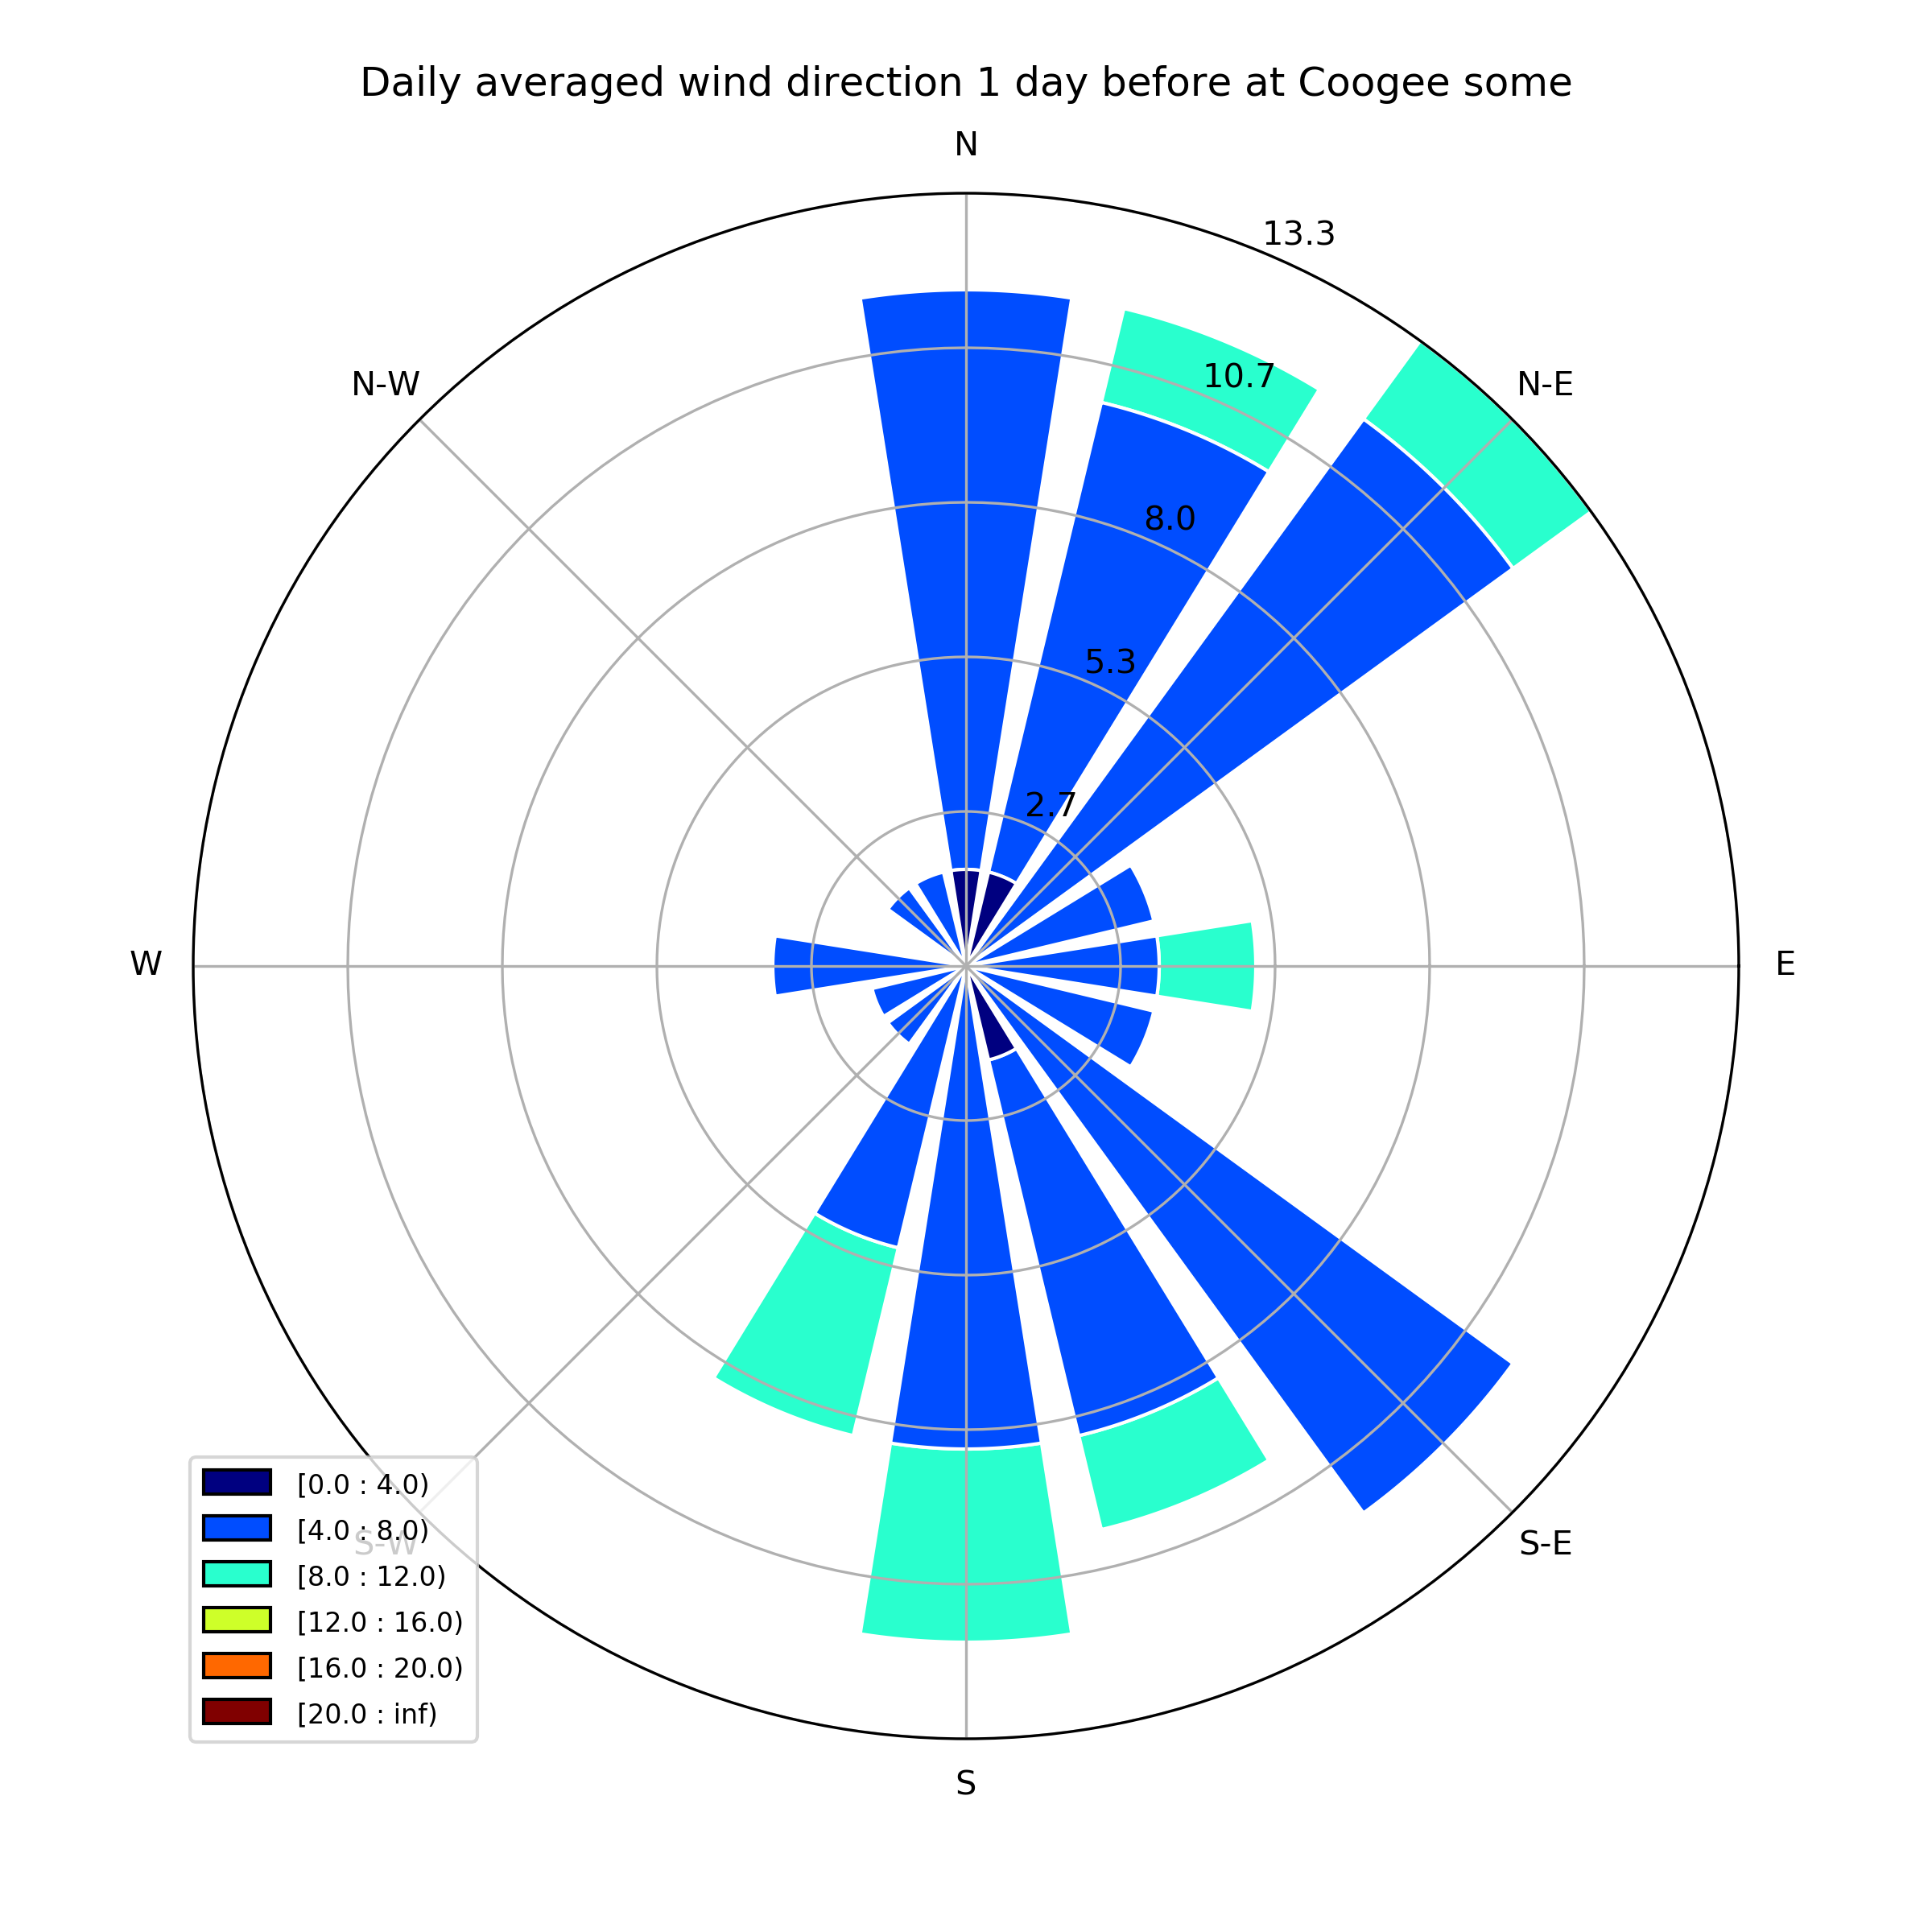 Daily averaged wind direction 1 day before at Coogee some
N
13.3
N-W
10.7
N-E
8.0
5.3
2.7
W
E
[0.0 : 4.0)
[4.0 : 8.0)
S-W
S-E
[8.0 : 12.0)
[12.0 : 16.0)
[16.0 : 20.0)
[20.0 : inf)
S